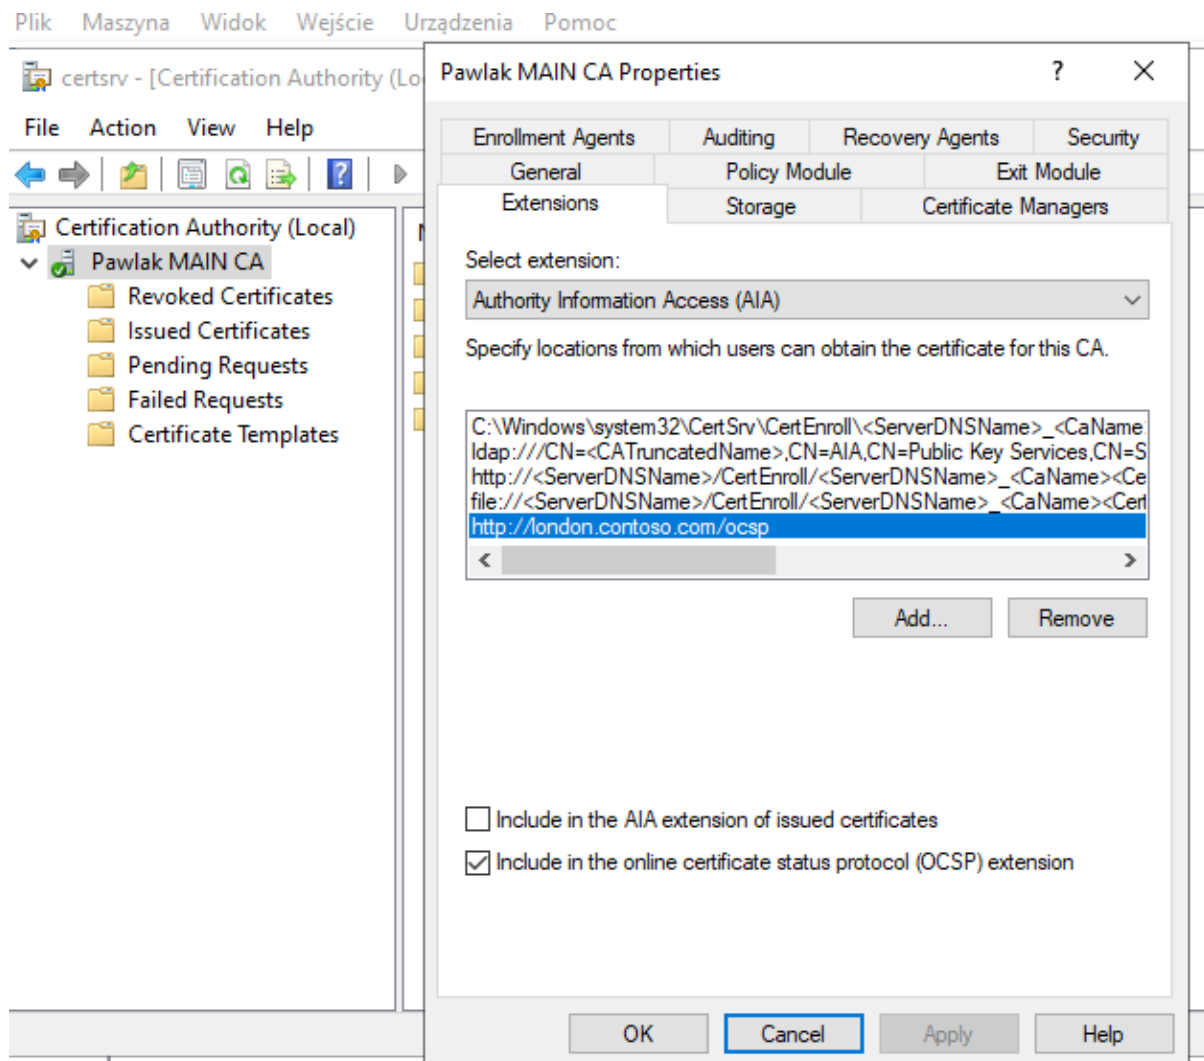 Plik Maszyna Widok Wejście Urządzenia Pomoc
certsrv - [Certification Authority (Lo
File Action View Help
Certification Authority (Local)
Pawlak MAIN CA
Revoked Certificates
Issued Certificates
Pending Requests
Failed Requests
Certificate Templates
Pawlak MAIN CA Properties
Enrollment Agents Auditing Recovery Agents Security
General Policy Module Exit Module
Extensions Storage Certificate Managers
Select extension:
Authority Information Access (AIA)
Specify locations from which users can obtain the certificate for this CA.
C:\Windows\system32\CertSrv\CertEnroll\<ServerDNSName>_<CaName
ldap:///CN=<CATruncatedName>,CN=AIA,CN=Public Key Services,CN=S
http://<ServerDNSName>/CertEnroll/<ServerDNSName>_<CaName><Ce
file://<ServerDNSName>/CertEnroll/<ServerDNSName>_<CaName><Cert
http://london.contoso.com/ocsp
Add... Remove
Include in the AIA extension of issued certificates
Include in the online certificate status protocol (OCSP) extension
OK Cancel Apply Help